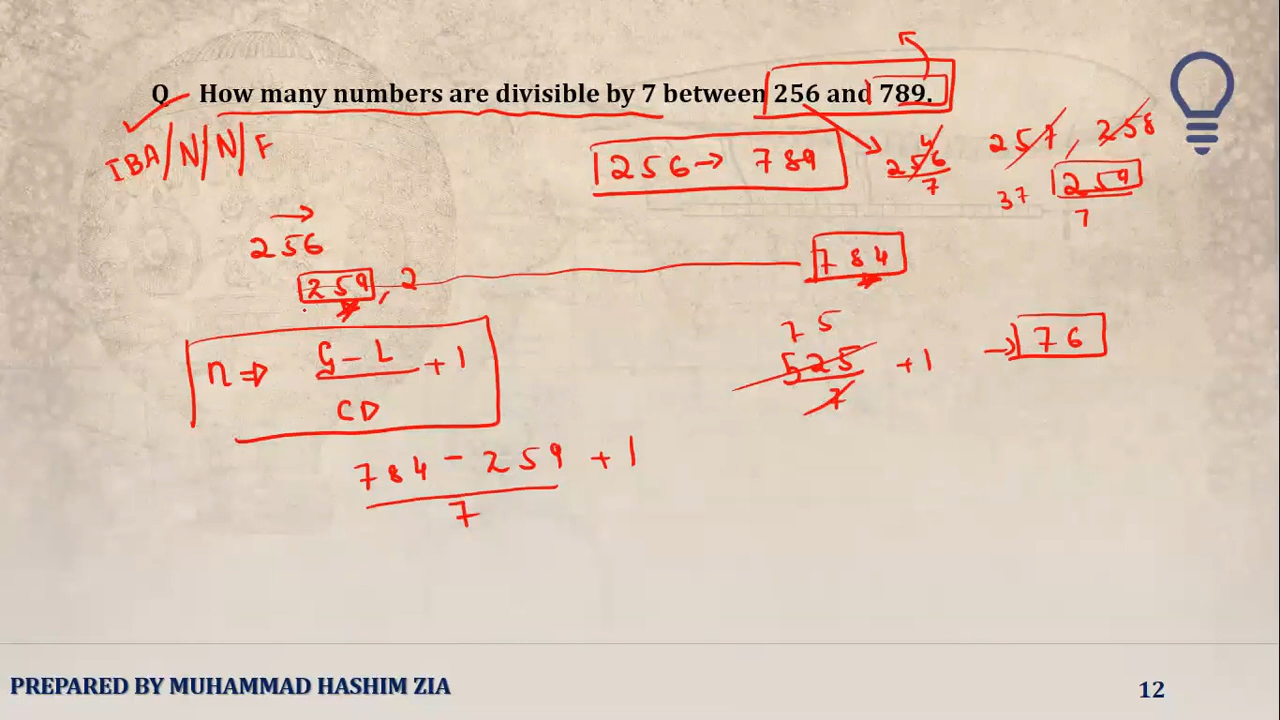 Q How many numbers are divisible by 7 between 256 and 789.
IBA/N/N/F
256 → 789
256
7
4
257, 258
37 259
7
256
259, 2
784
n ⇒ G - L + 1
CD
75
525 + 1 → 76
7
784 - 259 + 1
7
PREPARED BY MUHAMMAD HASHIM ZIA
12